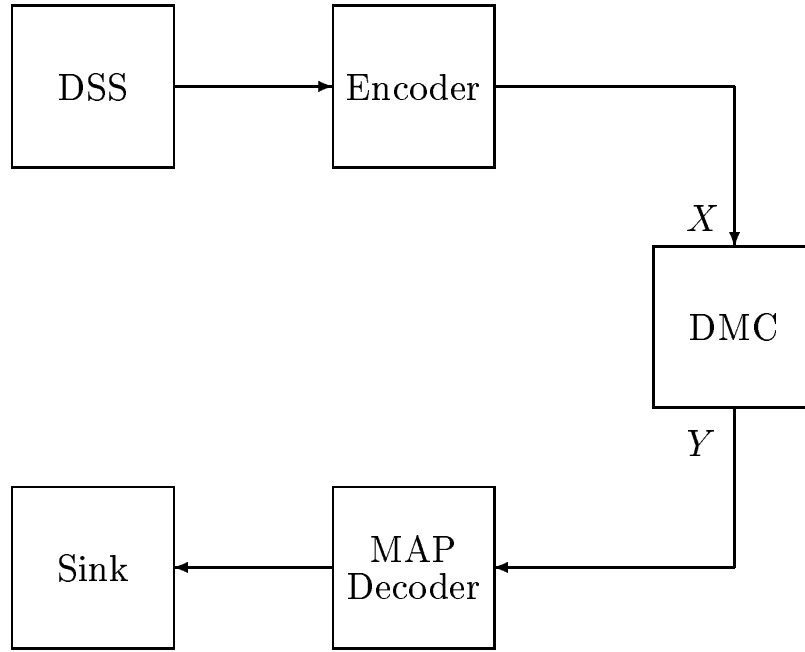 DSS
Encoder
X
DMC
Y
MAP
Decoder
Sink